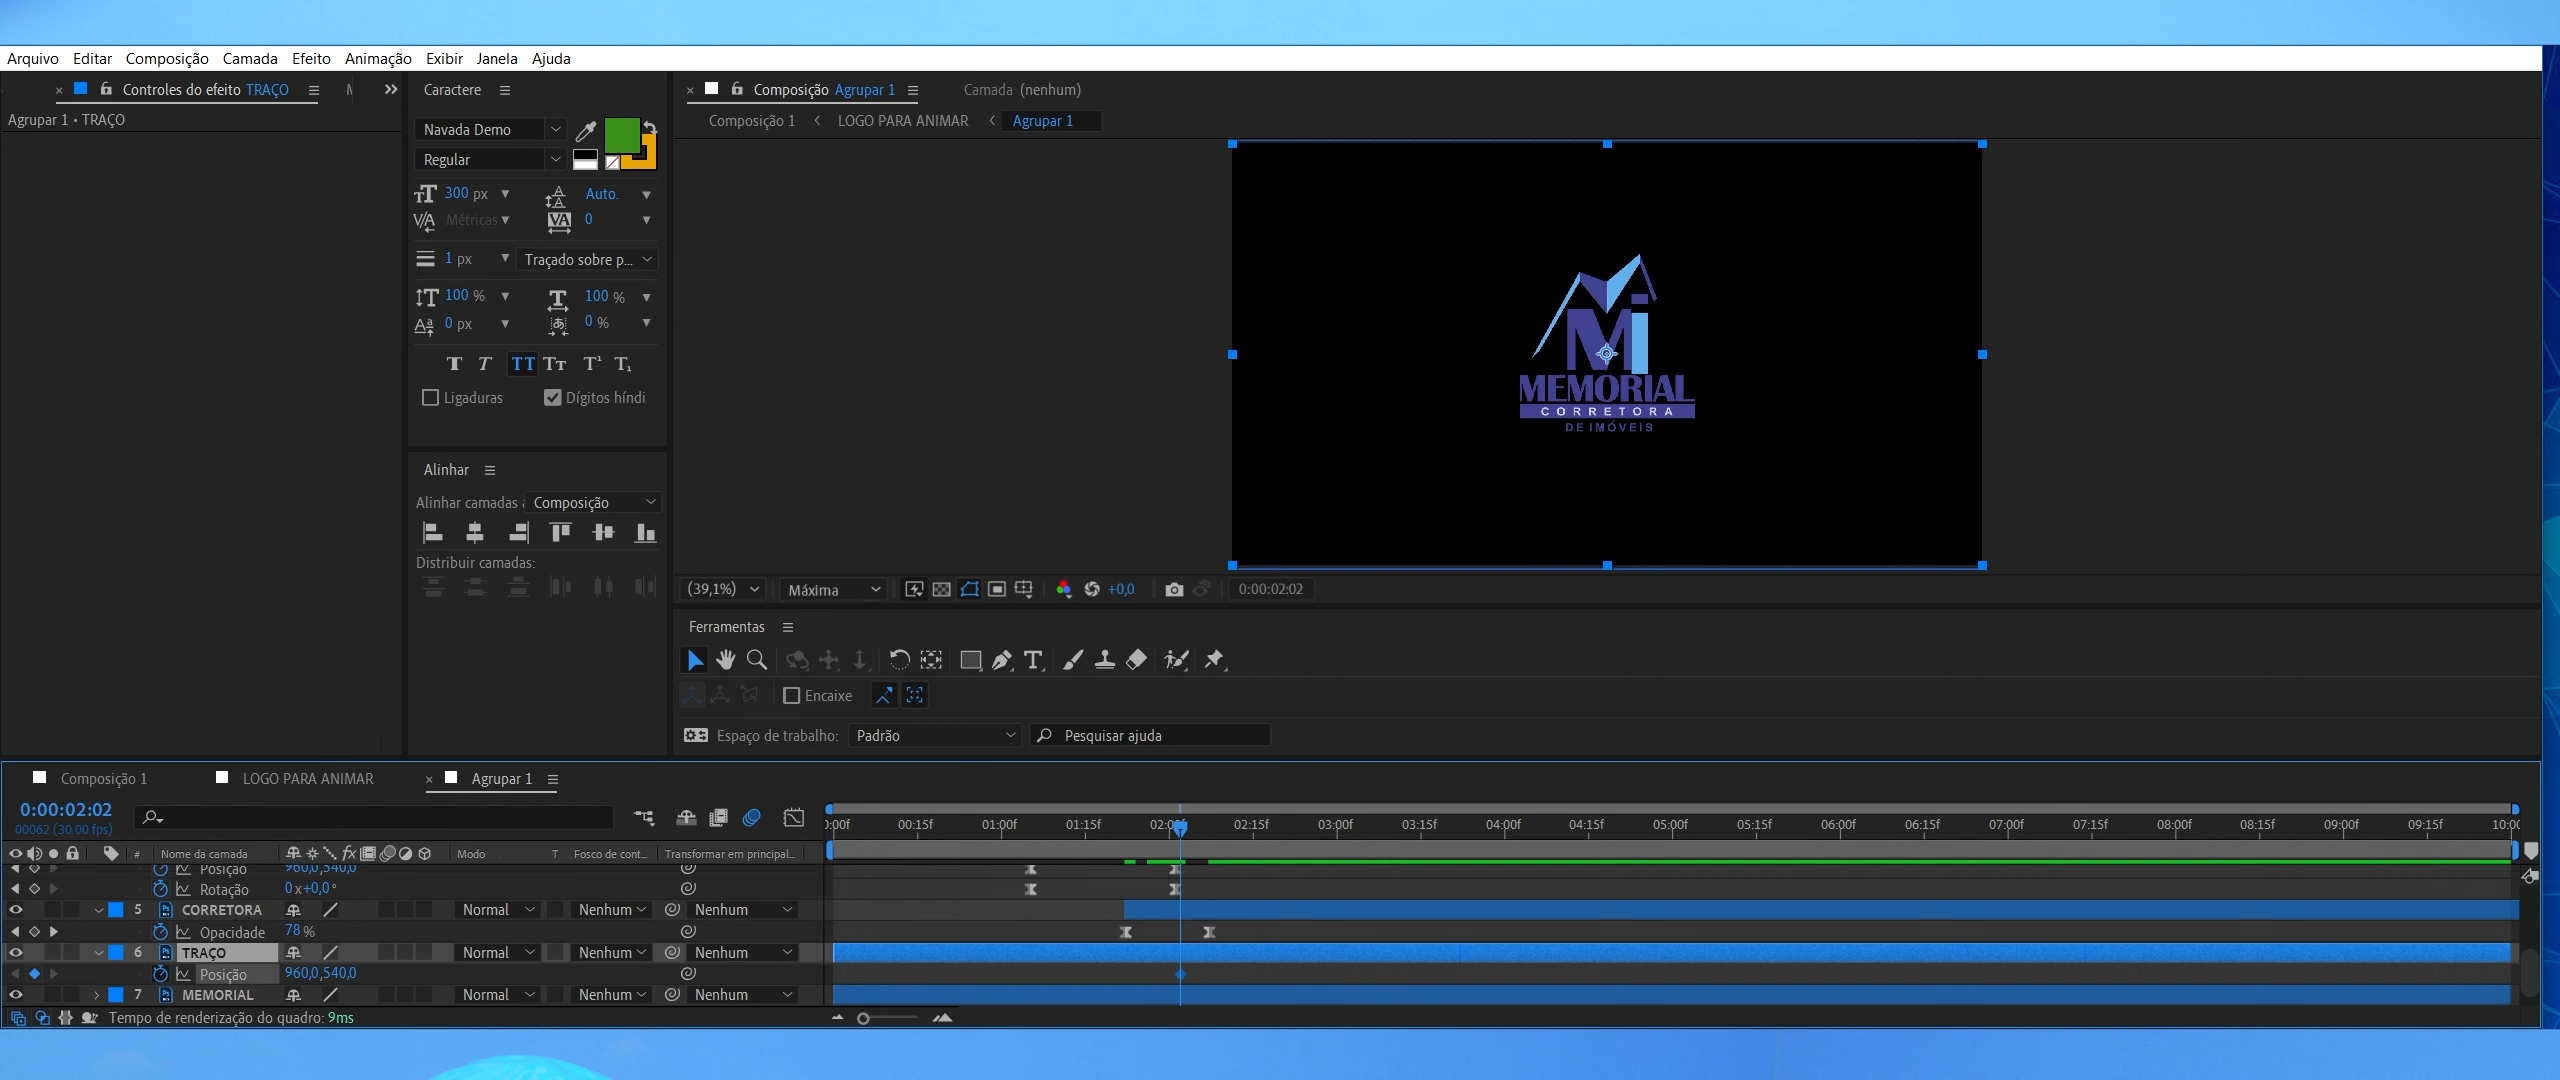 Arquivo Editar Composição Camada Efeito Animação Exibir Janela Ajuda
Controles do efeito TRAÇO
Agrupar 1 • TRAÇO
Caractere
Navada Demo
Regular
300 px
Auto.
Métricas
0
1 px
Traçado sobre p...
100 %
100 %
0 px
0 %
Ligaduras
Dígitos híndi
Alinhar
Alinhar camadas
Composição
Distribuir camadas:
Composição Agrupar 1
Camada (nenhum)
Composição 1
LOGO PARA ANIMAR
Agrupar 1
Mi
MEMORIAL
CORRETORA
DE IMÓVEIS
(39,1%)
Máxima
+0,0
0:00:02:02
Ferramentas
Encaixe
Espaço de trabalho:
Padrão
Pesquisar ajuda
Composição 1
LOGO PARA ANIMAR
Agrupar 1
0:00:02:02
00062 (30.00 fps)
# Nome da camada
Modo
T Fosco de cont...
Transformar em principal...
:00f 00:15f 01:00f 01:15f 02:00f 02:15f 03:00f 03:15f 04:00f 04:15f 05:00f 05:15f 06:00f 06:15f 07:00f 07:15f 08:00f 08:15f 09:00f 09:15f 10:00
Posição 960,0,540,0
Rotação 0x+0,0°
5 CORRETORA Normal Nenhum Nenhum
Opacidade 78%
6 TRAÇO Normal Nenhum Nenhum
Posição 960,0,540,0
7 MEMORIAL Normal Nenhum Nenhum
Tempo de renderização do quadro: 9ms